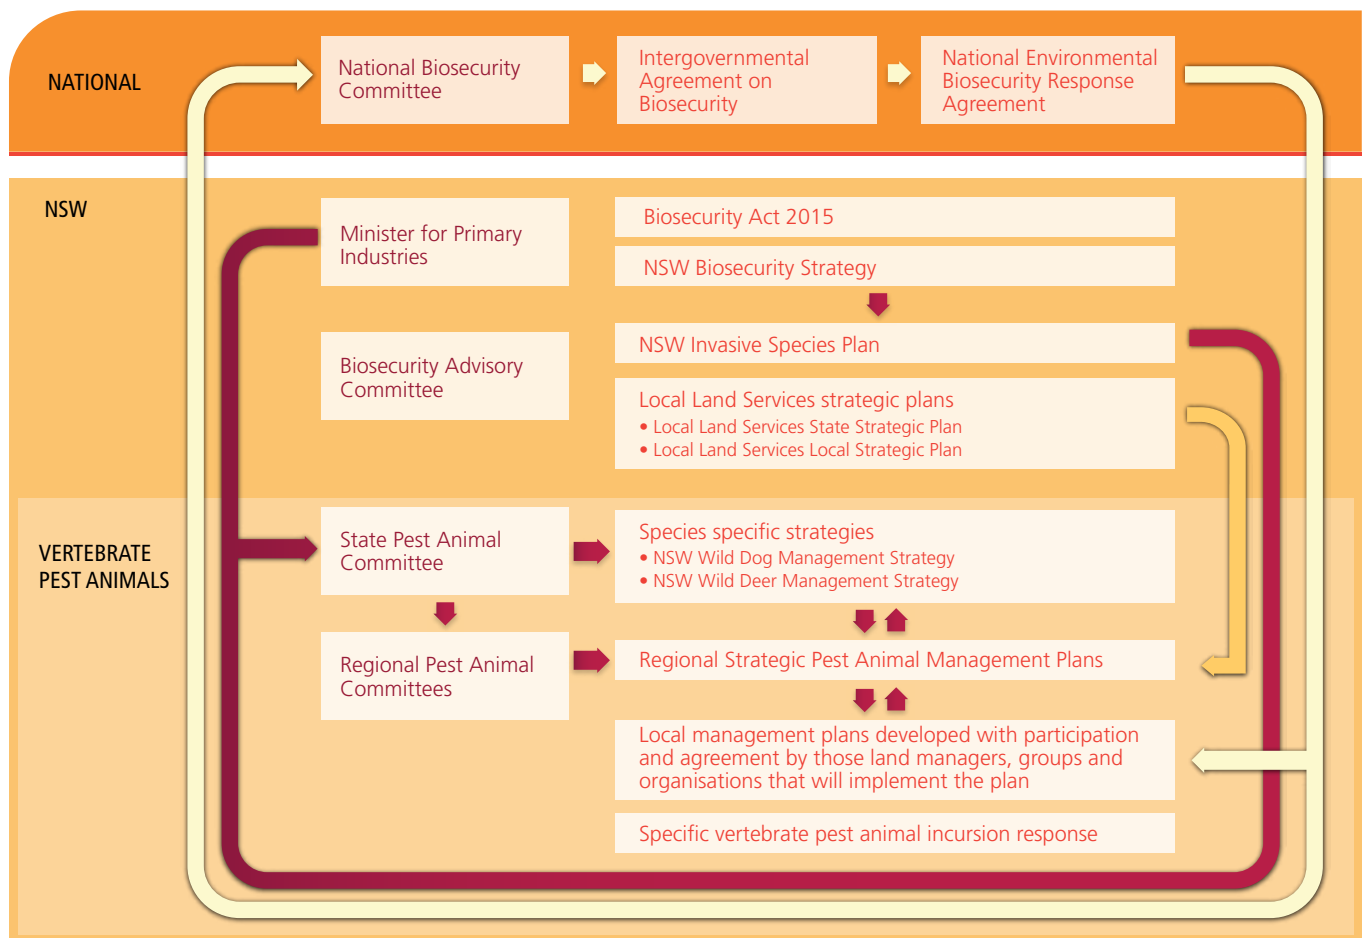 NATIONAL
National Biosecurity
Committee
Intergovernmental
Agreement on
Biosecurity
National Environmental
Biosecurity Response
Agreement
NSW
Minister for Primary
Industries
Biosecurity Act 2015
NSW Biosecurity Strategy
Biosecurity Advisory
Committee
NSW Invasive Species Plan
Local Land Services strategic plans
• Local Land Services State Strategic Plan
• Local Land Services Local Strategic Plan
VERTEBRATE
PEST ANIMALS
State Pest Animal
Committee
Species specific strategies
• NSW Wild Dog Management Strategy
• NSW Wild Deer Management Strategy
Regional Pest Animal
Committees
Regional Strategic Pest Animal Management Plans
Local management plans developed with participation
and agreement by those land managers, groups and
organisations that will implement the plan
Specific vertebrate pest animal incursion response